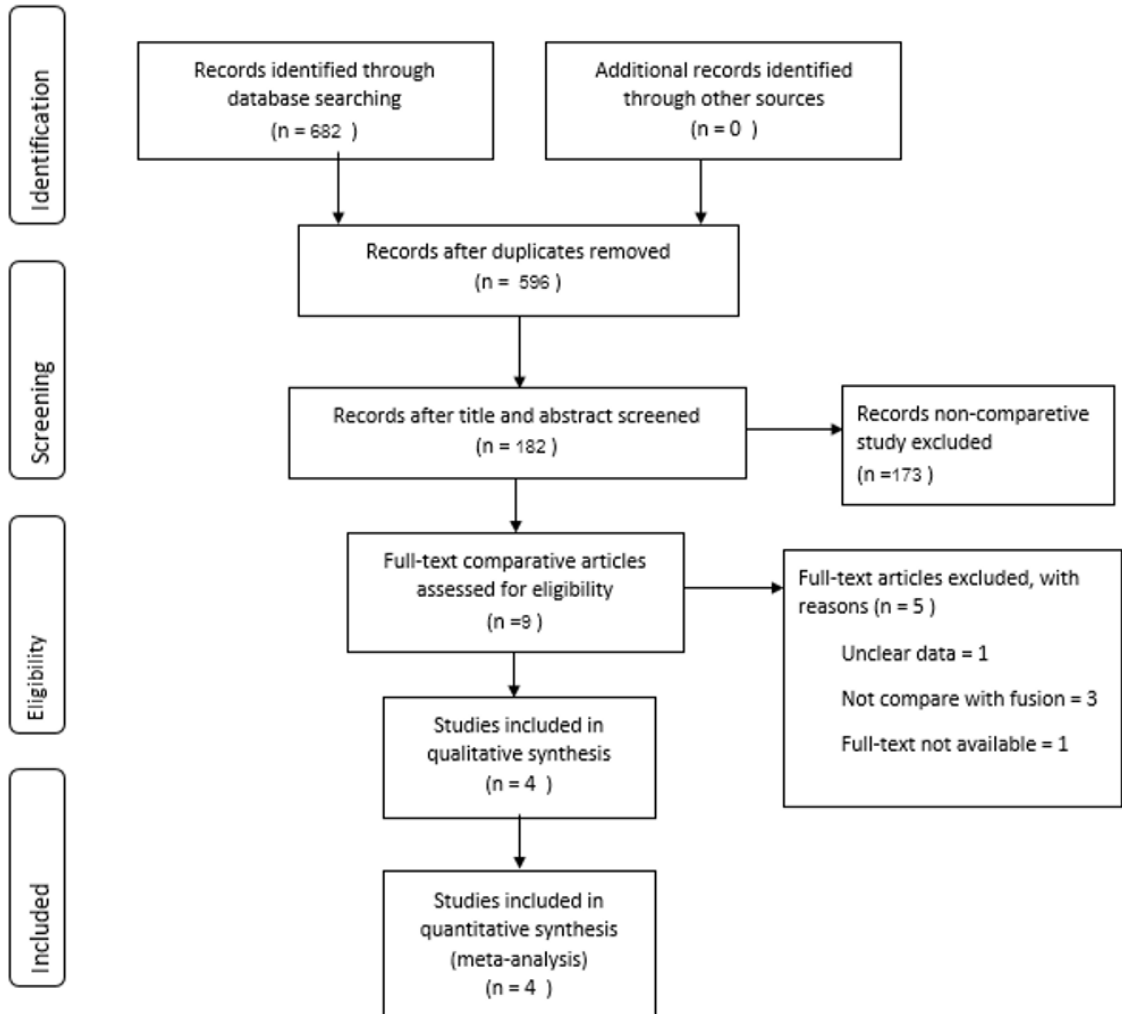 Identification
Records identified through
database searching
(n = 682 )
Additional records identified
through other sources
(n = 0 )
Records after duplicates removed
(n = 596 )
Screening
Records after title and abstract screened
(n = 182 )
Records non-comparetive
study excluded
(n =173 )
Eligibility
Full-text comparative articles
assessed for eligibility
(n =9 )
Full-text articles excluded, with
reasons (n = 5 )
Unclear data = 1
Not compare with fusion = 3
Full-text not available = 1
Studies included in
qualitative synthesis
(n = 4 )
Included
Studies included in
quantitative synthesis
(meta-analysis)
(n = 4 )